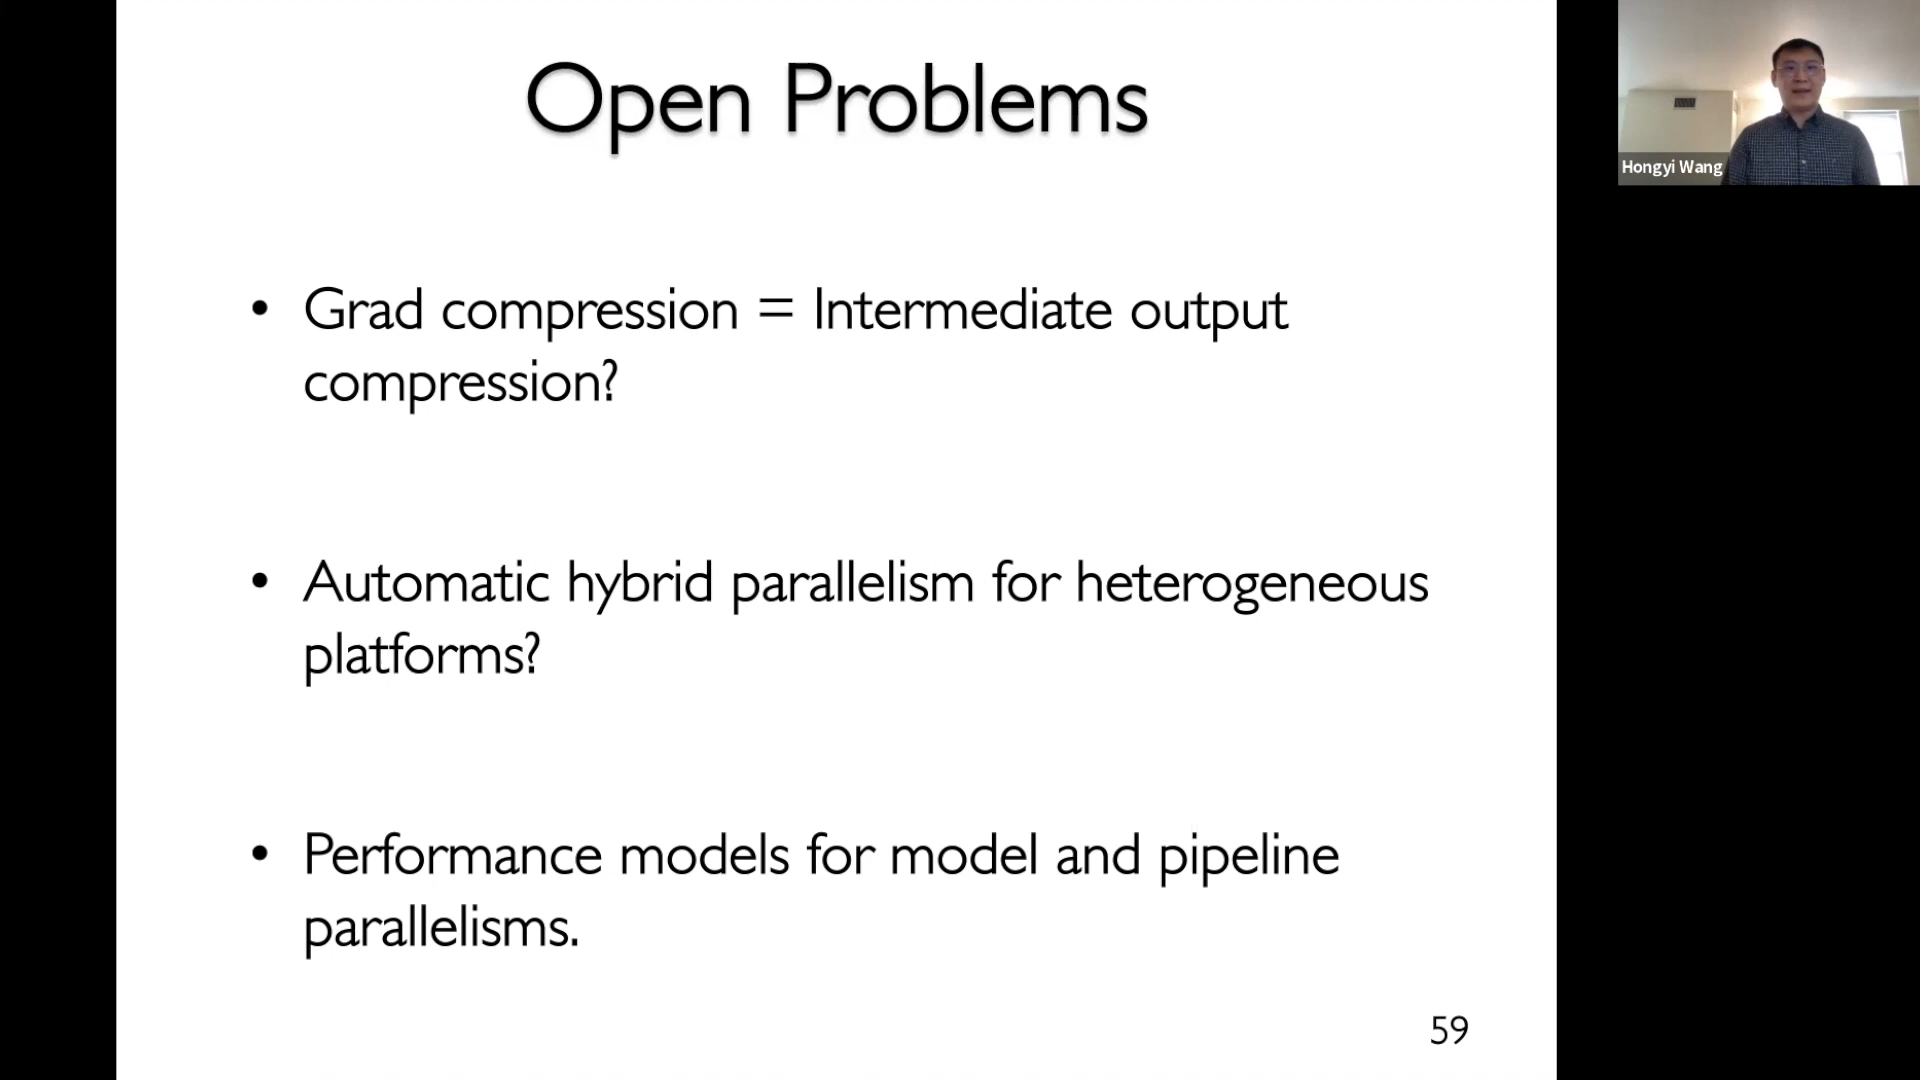 Open Problems
Hongyi Wang
• Grad compression = Intermediate output
compression?
• Automatic hybrid parallelism for heterogeneous
platforms?
• Performance models for model and pipeline
parallelisms.
59